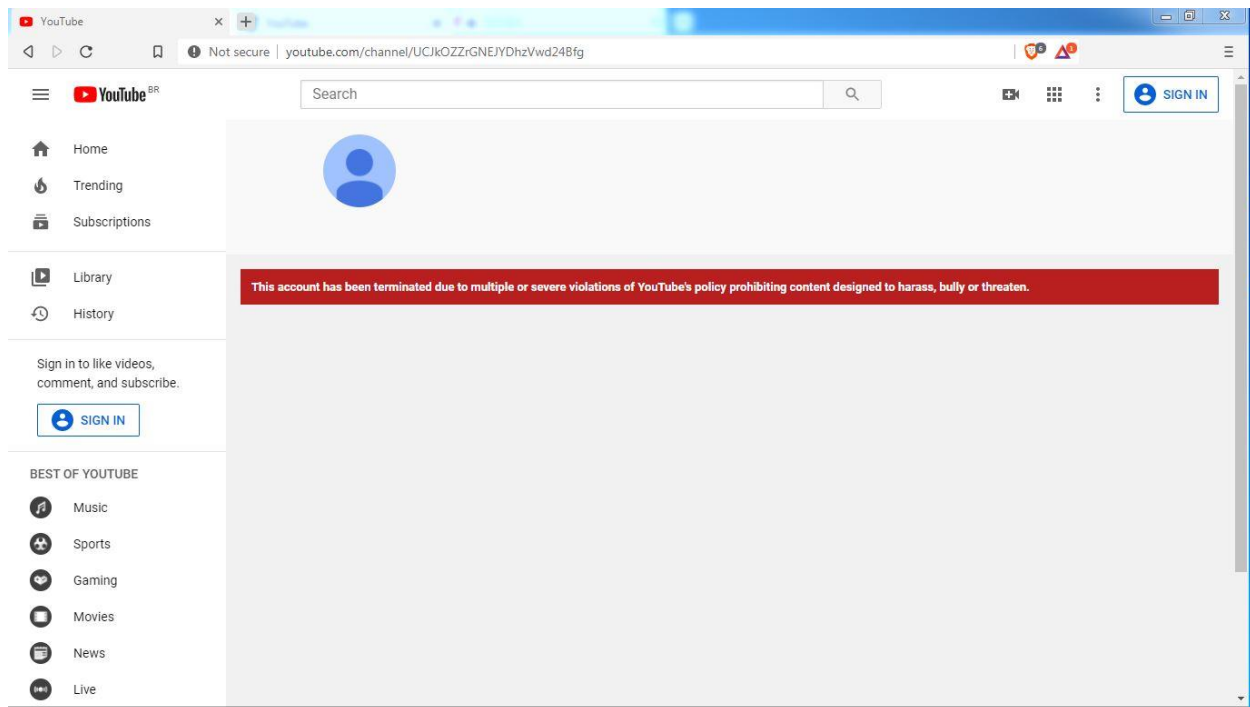 YouTube
Not secure youtube.com/channel/UCJkOZZrGNEJYDhzVwd24Bfg
YouTube BR
Search
SIGN IN
Home
Trending
Subscriptions
Library
History
This account has been terminated due to multiple or severe violations of YouTube's policy prohibiting content designed to harass, bully or threaten.
Sign in to like videos,
comment, and subscribe.
SIGN IN
BEST OF YOUTUBE
Music
Sports
Gaming
Movies
News
Live